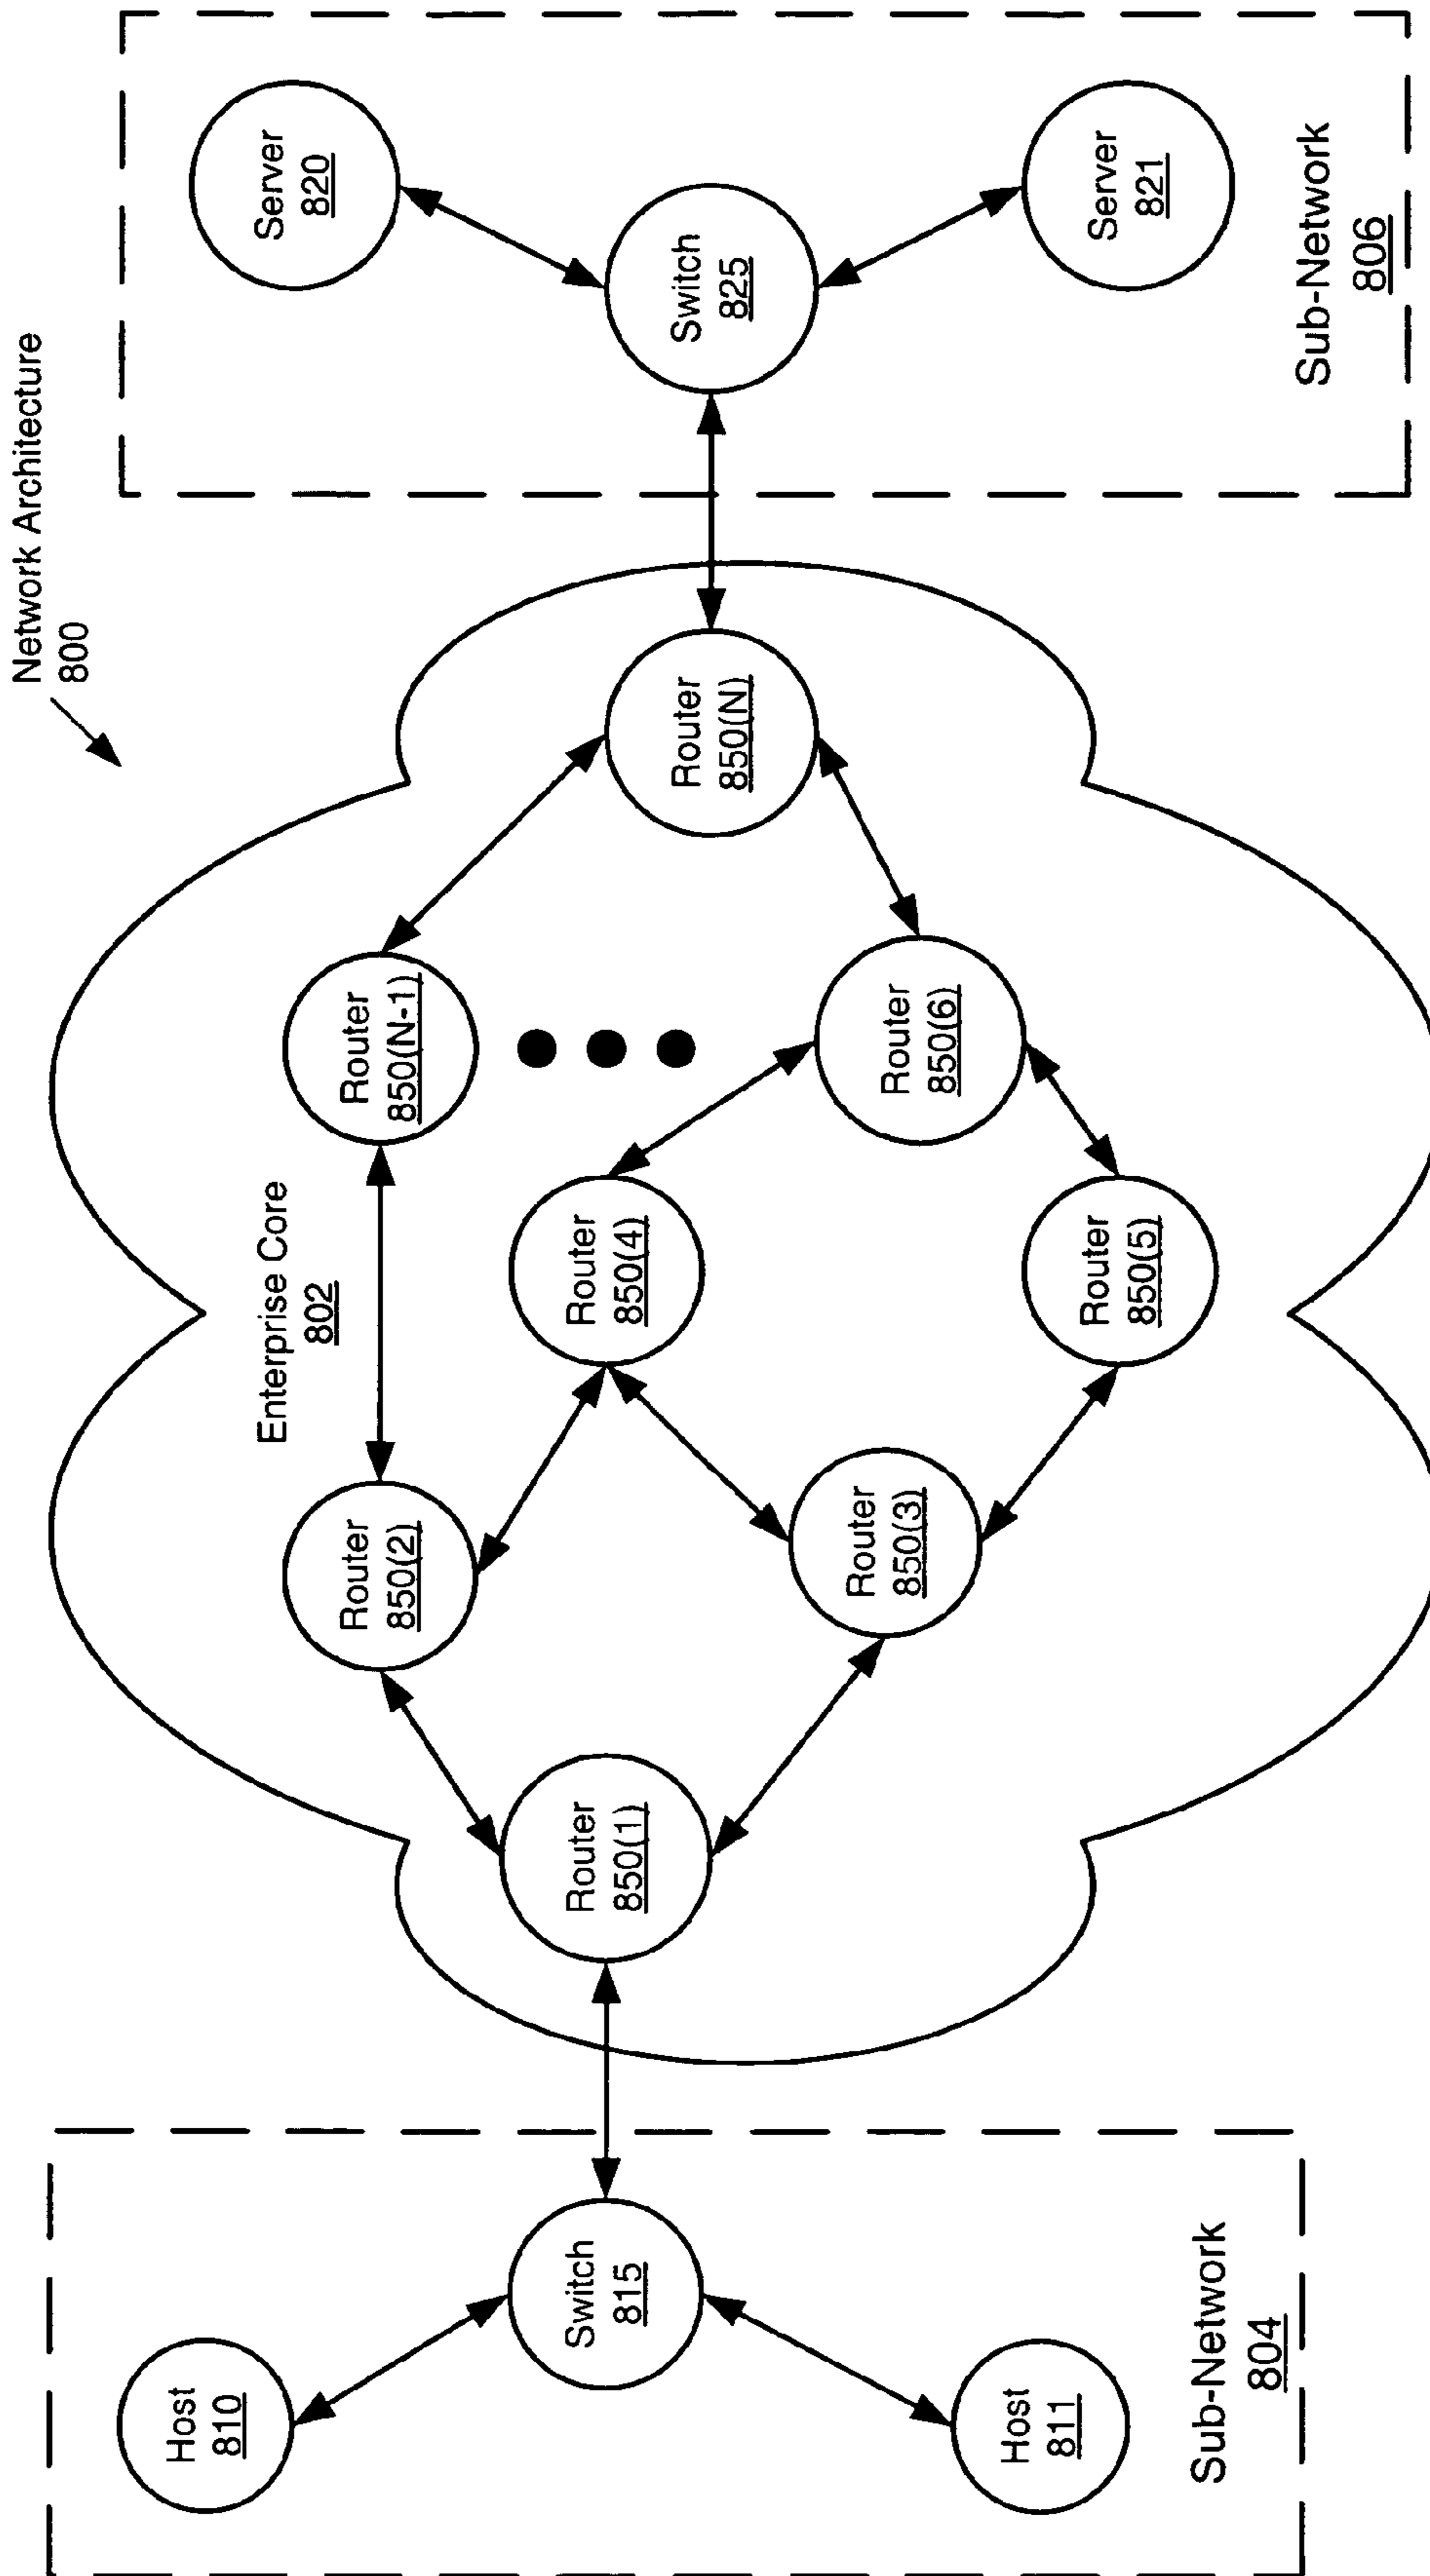 Network Architecture
800
Host
810
Host
811
Switch
815
Sub-Network
804
Enterprise Core
802
Router
850(1)
Router
850(2)
Router
850(3)
Router
850(4)
Router
850(5)
Router
850(N-1)
Router
850(6)
Router
850(N)
Switch
825
Server
820
Server
821
Sub-Network
806